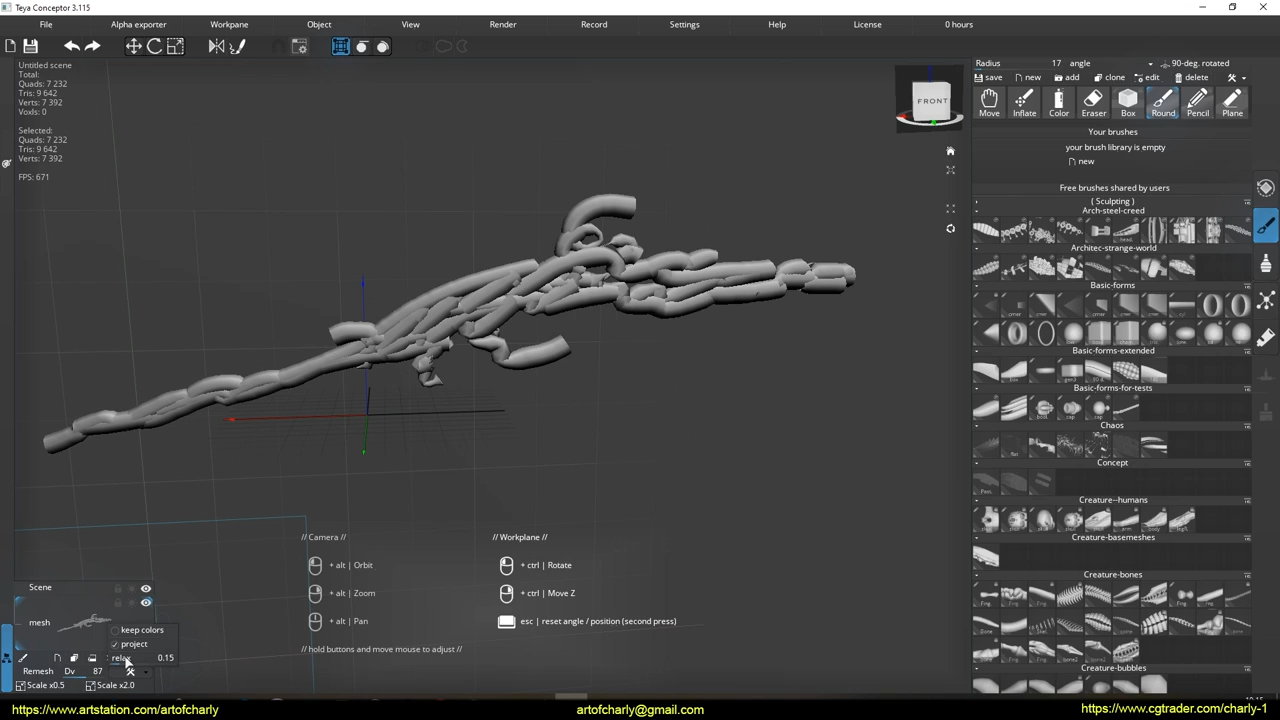 Teya Conceptor 3.115
File Alpha exporter Workpane Object View Render Record Settings Help License 0 hours
Untitled scene
Total:
Quads: 7 232
Tris: 9 642
Verts: 7 392
Voxls: 0
Selected:
Quads: 7 232
Tris: 9 642
Verts: 7 392
FPS: 671
FRONT
Radius 17 angle 90-deg. rotated
save new add clone edit delete
Move Inflate Color Eraser Box Round Pencil Plane
Your brushes
your brush library is empty
new
Free brushes shared by users
( Sculpting )
Arch-steel-creed
Architec-strange-world
Basic-forms
Basic-forms-extended
Basic-forms-for-tests
Chaos
Concept
Creature--humans
Creature-basemeshes
Creature-bones
Creature-bubbles
// Camera //
+ alt | Orbit
+ alt | Zoom
+ alt | Pan
// Workplane //
+ ctrl | Rotate
+ ctrl | Move Z
esc | reset angle / position (second press)
// hold buttons and move mouse to adjust //
Scene
mesh
keep colors
project
relax 0.15
Remesh Dv 87
Scale x0.5 Scale x2.0
https://www.artstation.com/artofcharly artofcharly@gmail.com https://www.cgtrader.com/charly-1